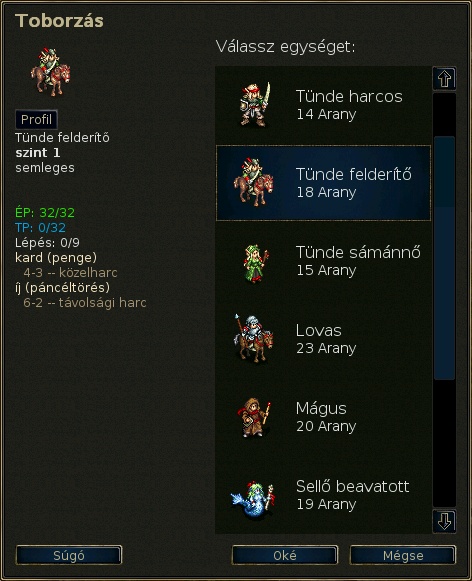 Toborzás
Válassz egységet:
Profil
Tünde felderítő
szint 1
semleges
ÉP: 32/32
TP: 0/32
Lépés: 0/9
kard (penge)
4-3 -- közelharc
íj (páncéltörés)
6-2 -- távolsági harc
Tünde harcos
14 Arany
Tünde felderítő
18 Arany
Tünde sámánnő
15 Arany
Lovas
23 Arany
Mágus
20 Arany
Sellő beavatott
19 Arany
Súgó
Oké
Mégse